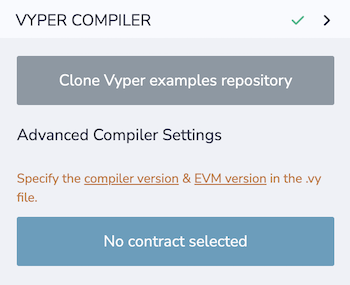 VYPER COMPILER
Clone Vyper examples repository
Advanced Compiler Settings
Specify the compiler version & EVM version in the .vy
file.
No contract selected